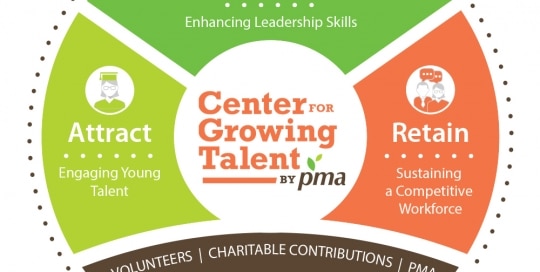 Enhancing Leadership Skills
Attract
Engaging Young
Talent
Center FOR
Growing
Talent
BY pma
Retain
Sustaining
a Competitive
Workforce
VOLUNTEERS | CHARITABLE CONTRIBUTIONS | PMA